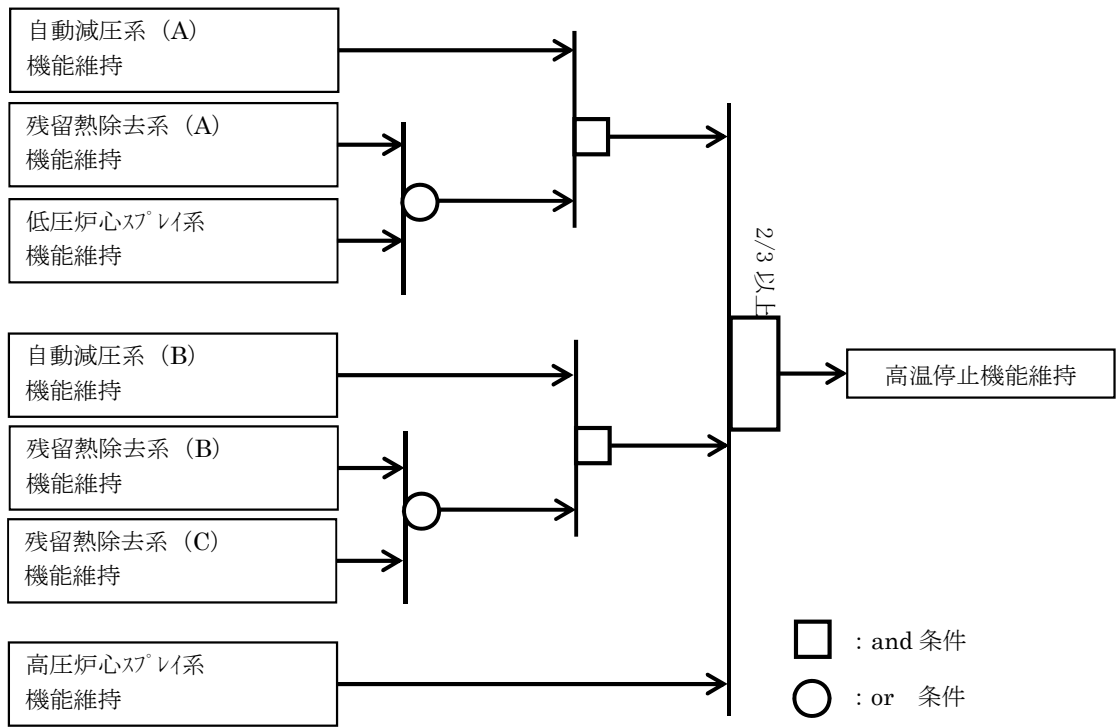 自動減圧系（A）
機能維持
残留熱除去系（A）
機能維持
低圧炉心ｽﾌﾟﾚｲ系
機能維持
2/3 以上
自動減圧系（B）
機能維持
高温停止機能維持
残留熱除去系（B）
機能維持
残留熱除去系（C）
機能維持
高圧炉心ｽﾌﾟﾚｲ系
機能維持
：and 条件
：or　条件